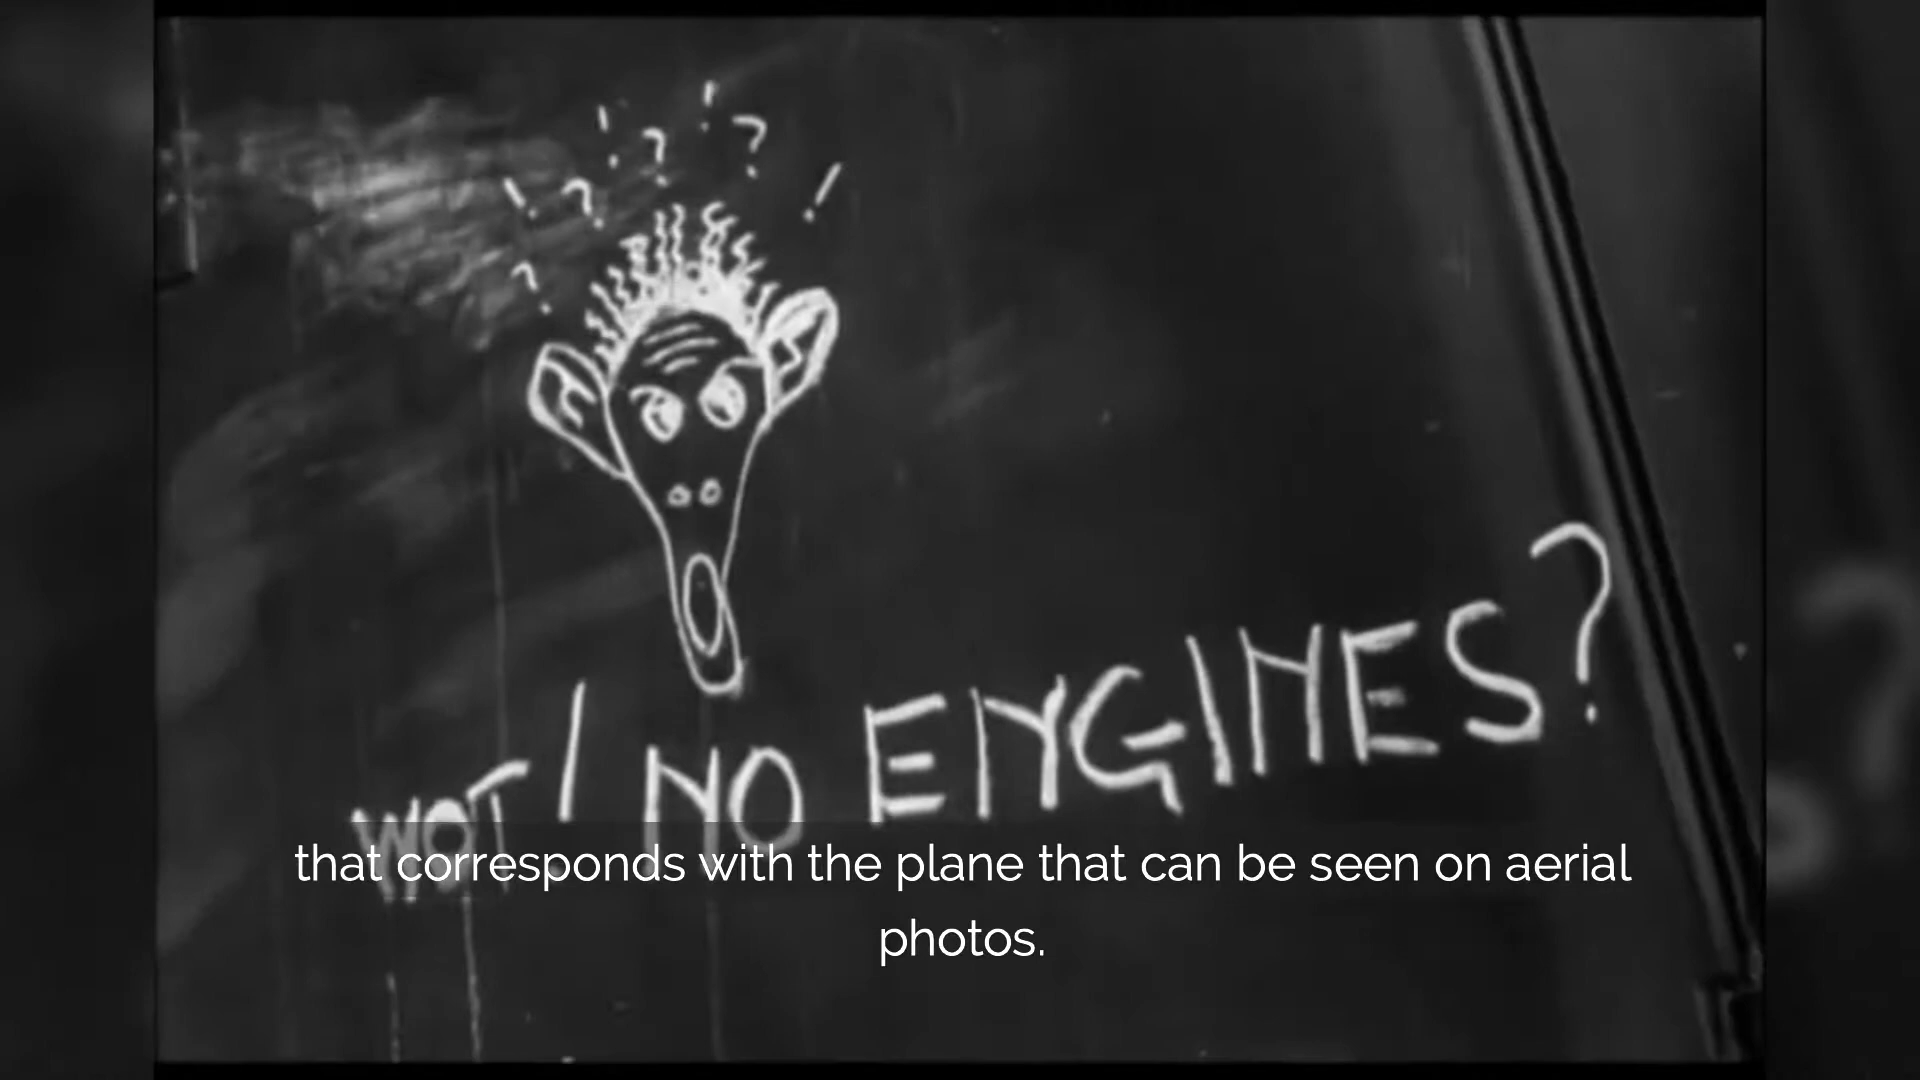 ! ? ! ? ! ? ! ?
WOT ! NO ENGINES?
that corresponds with the plane that can be seen on aerial
photos.